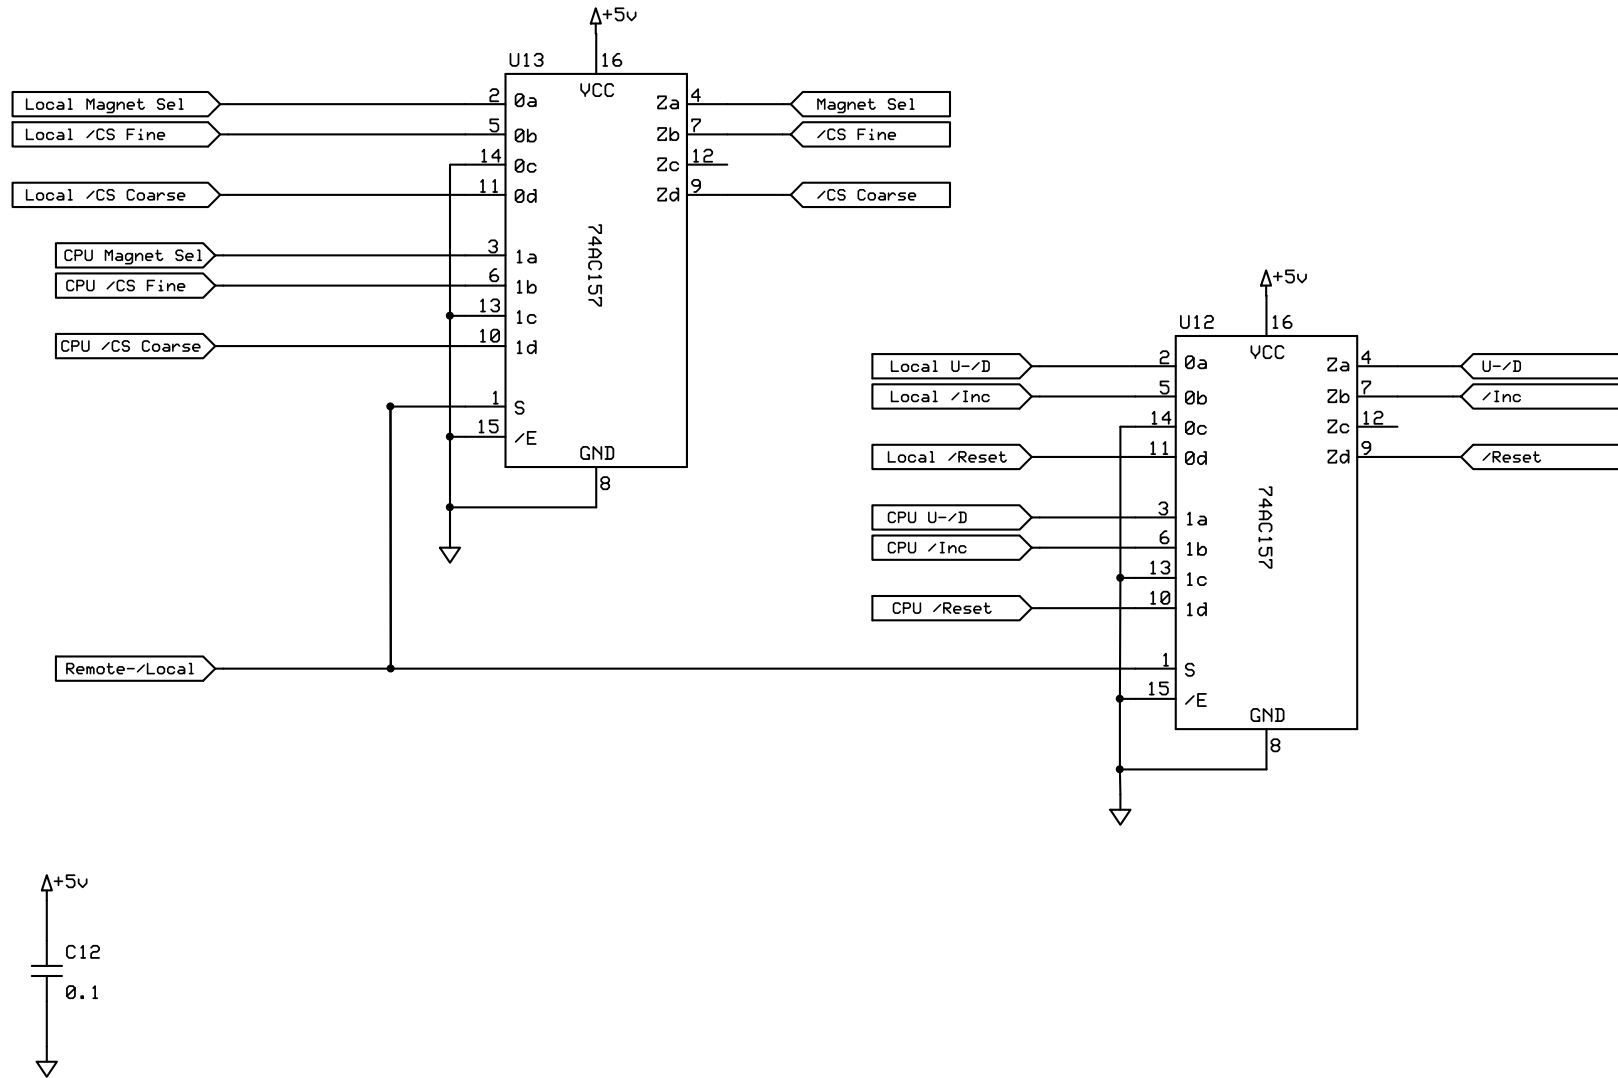 +5v
U13
16
VCC
Local Magnet Sel
2
0a
Za
4
Magnet Sel
Local /CS Fine
5
0b
Zb
7
/CS Fine
14
0c
Zc
12
Local /CS Coarse
11
0d
Zd
9
/CS Coarse
74AC157
CPU Magnet Sel
3
1a
CPU /CS Fine
6
1b
13
1c
CPU /CS Coarse
10
1d
1
S
15
/E
GND
8
+5v
U12
16
VCC
Local U-/D
2
0a
Za
4
U-/D
Local /Inc
5
0b
Zb
7
/Inc
14
0c
Zc
12
Local /Reset
11
0d
Zd
9
/Reset
74AC157
CPU U-/D
3
1a
CPU /Inc
6
1b
13
1c
CPU /Reset
10
1d
Remote-/Local
1
S
15
/E
GND
8
+5v
C12
0.1